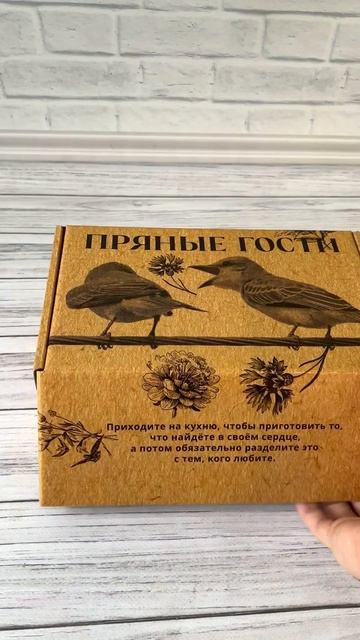 ПРЯНЫЕ ГОСТИ
Приходите на кухню, чтобы приготовить то,
что найдёте в своём сердце,
а потом обязательно разделите это
с тем, кого любите.